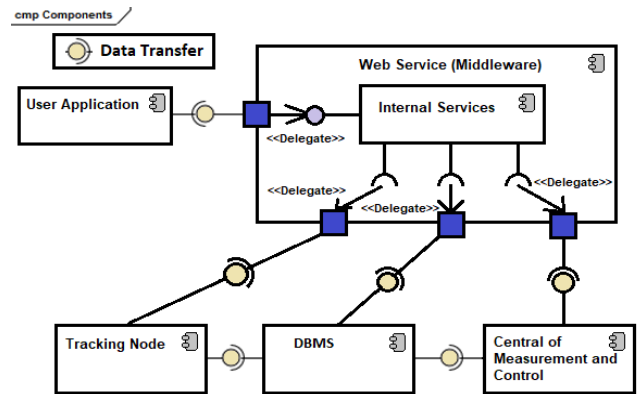 cmp Components
Data Transfer
Web Service (Middleware)
User Application
Internal Services
<<Delegate>>
<<Delegate>>
<<Delegate>>
<<Delegate>>
Tracking Node
DBMS
Central of
Measurement and
Control